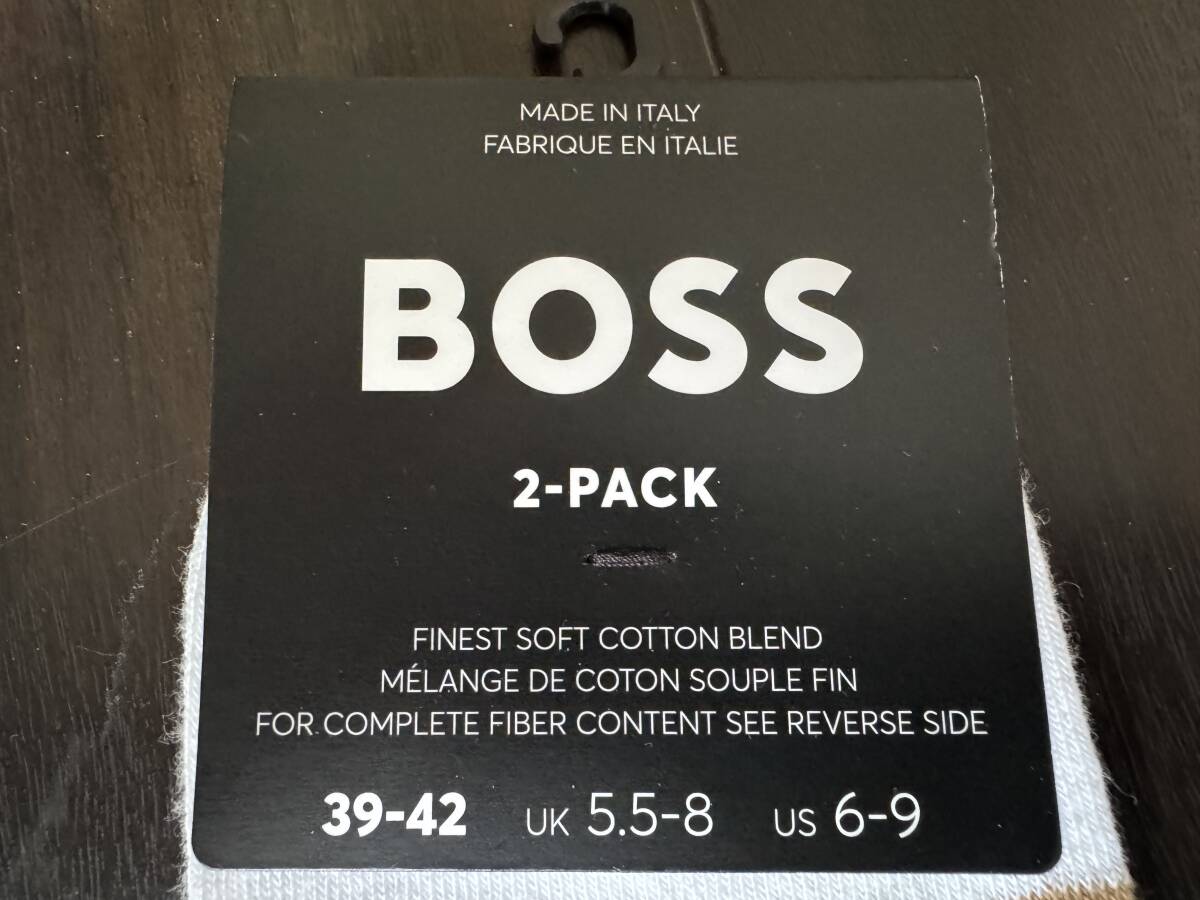 MADE IN ITALY
FABRIQUE EN ITALIE
BOSS
2-PACK
FINEST SOFT COTTON BLEND
MÉLANGE DE COTON SOUPLE FIN
FOR COMPLETE FIBER CONTENT SEE REVERSE SIDE
39-42 UK 5.5-8 US 6-9